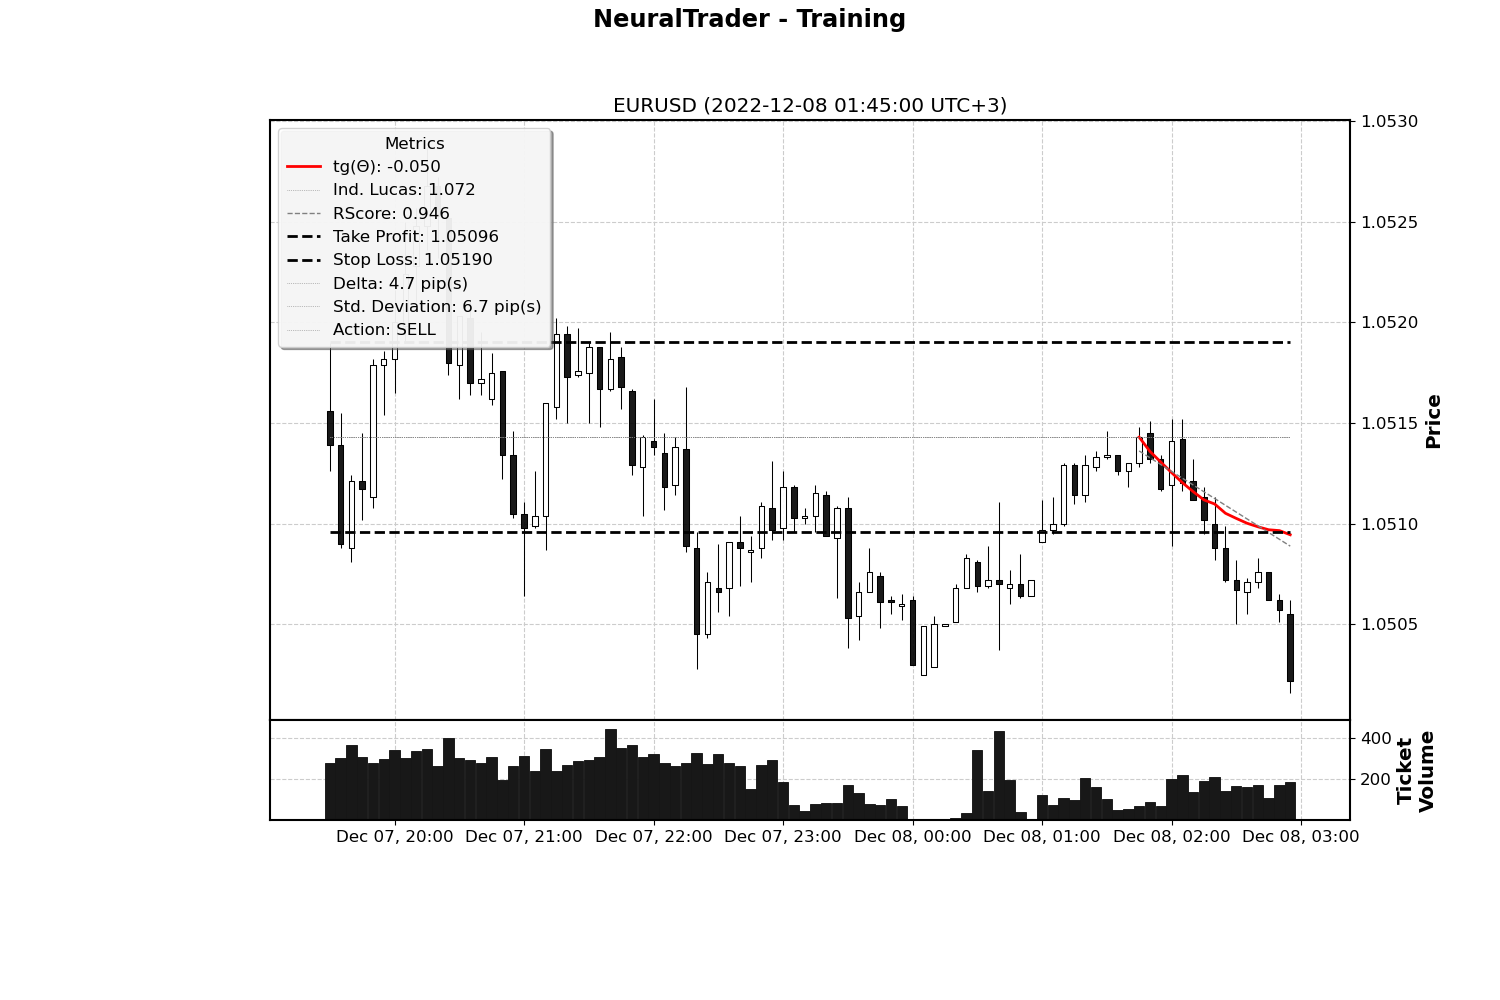 NeuralTrader - Training
EURUSD (2022-12-08 01:45:00 UTC+3)
Metrics
tg(Θ): -0.050
Ind. Lucas: 1.072
RScore: 0.946
Take Profit: 1.05096
Stop Loss: 1.05190
Delta: 4.7 pip(s)
Std. Deviation: 6.7 pip(s)
Action: SELL
1.0530
1.0525
1.0520
1.0515
1.0510
1.0505
Price
400
200
Ticket
Volume
Dec 07, 20:00
Dec 07, 21:00
Dec 07, 22:00
Dec 07, 23:00
Dec 08, 00:00
Dec 08, 01:00
Dec 08, 02:00
Dec 08, 03:00